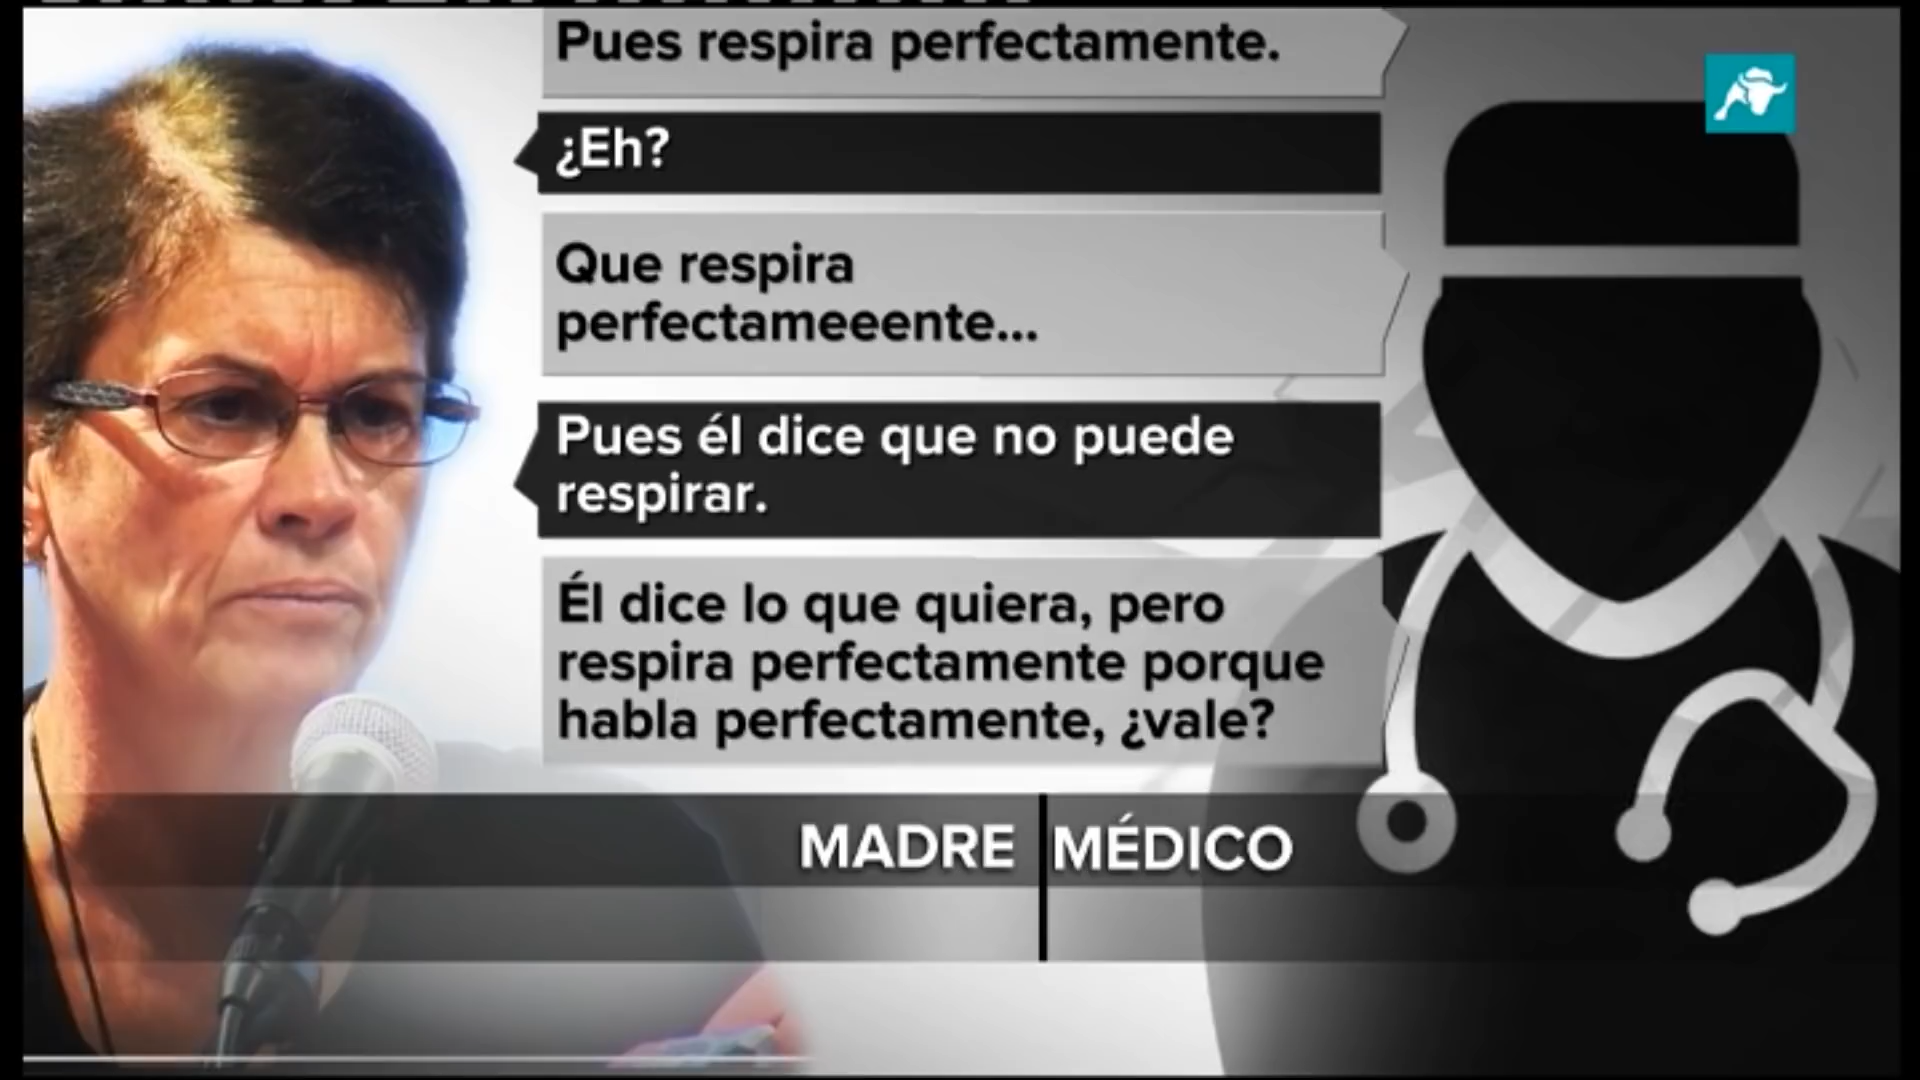 Pues respira perfectamente.
¿Eh?
Que respira
perfectameeente...
Pues él dice que no puede
respirar.
Él dice lo que quiera, pero
respira perfectamente porque
habla perfectamente, ¿vale?
MADRE
MÉDICO